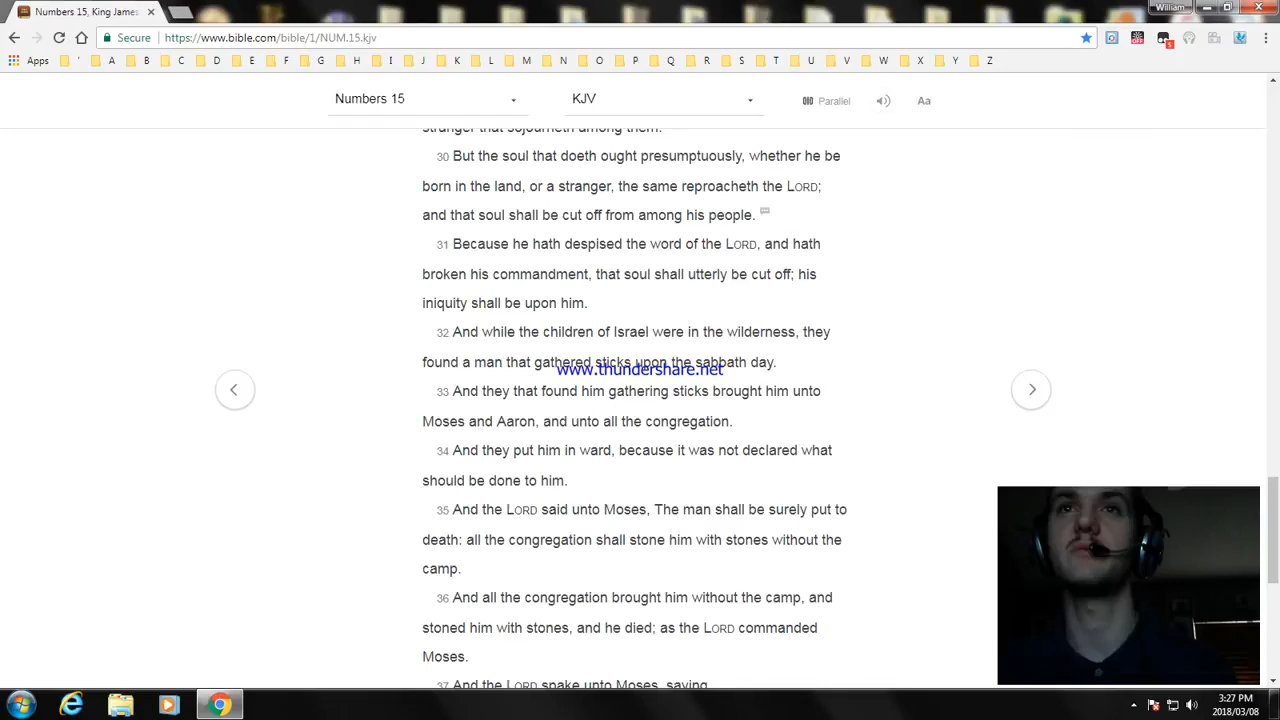 William
Numbers 15, King James
Secure
https://www.bible.com/bible/1/NUM.15.kjv
Apps ' A B C D E F G H I J K L M N O P Q R S T U V W X Y Z
Numbers 15
KJV
Parallel
Aa
stranger that sojourneth among them.
30 But the soul that doeth ought presumptuously, whether he be
born in the land, or a stranger, the same reproacheth the LORD;
and that soul shall be cut off from among his people.
31 Because he hath despised the word of the LORD, and hath
broken his commandment, that soul shall utterly be cut off; his
iniquity shall be upon him.
32 And while the children of Israel were in the wilderness, they
found a man that gathered sticks upon the sabbath day.
www.thundershare.net
33 And they that found him gathering sticks brought him unto
Moses and Aaron, and unto all the congregation.
34 And they put him in ward, because it was not declared what
should be done to him.
35 And the LORD said unto Moses, The man shall be surely put to
death: all the congregation shall stone him with stones without the
camp.
36 And all the congregation brought him without the camp, and
stoned him with stones, and he died; as the LORD commanded
Moses.
37 And the LORD spake unto Moses, saying,
3:27 PM
2018/03/08